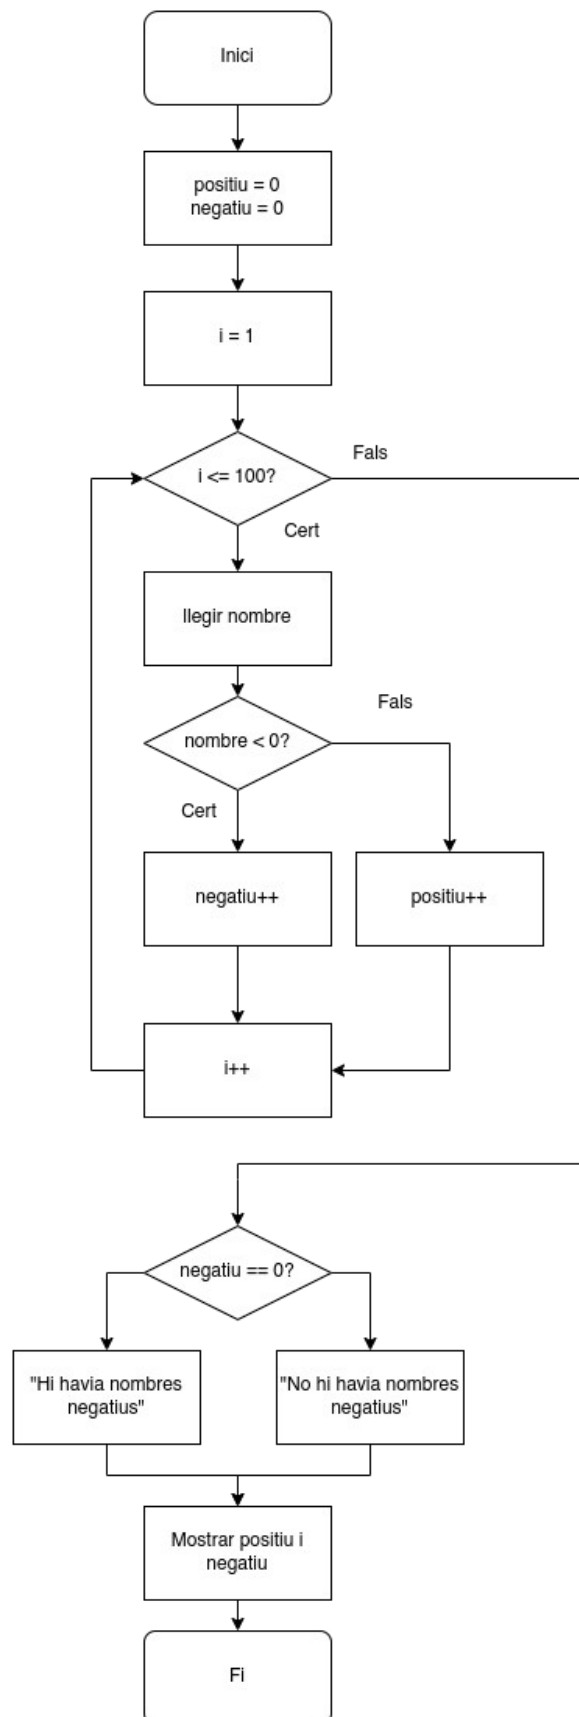 Inici
positiu = 0
negatiu = 0
i = 1
i <= 100?
Fals
Cert
llegir nombre
nombre < 0?
Fals
Cert
negatiu++
positiu++
i++
negatiu == 0?
"Hi havia nombres
negatius"
"No hi havia nombres
negatius"
Mostrar positiu i
negatiu
Fi